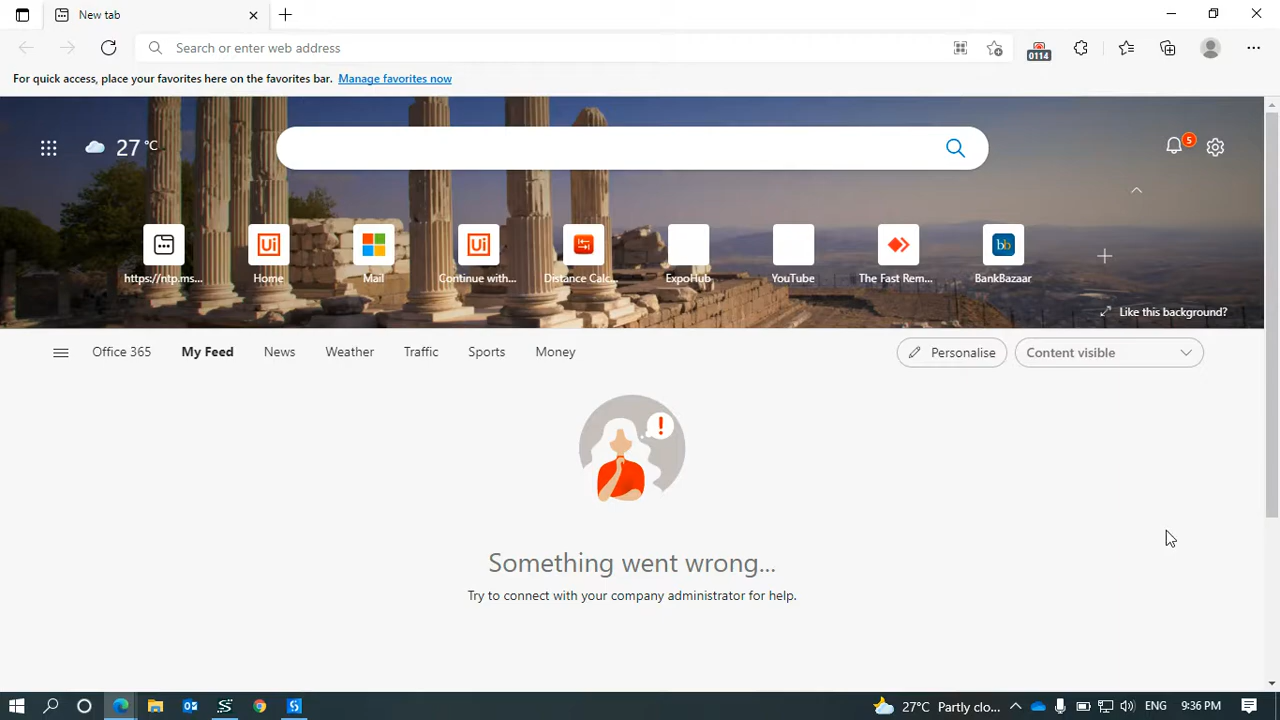 New tab
Search or enter web address
0114
For quick access, place your favorites here on the favorites bar. Manage favorites now
27 °C
5
https://ntp.ms...
Home
Mail
Continue with...
Distance Calc...
ExpoHub
YouTube
The Fast Rem...
BankBazaar
Like this background?
Office 365
My Feed
News
Weather
Traffic
Sports
Money
Personalise
Content visible
Something went wrong...
Try to connect with your company administrator for help.
27°C Partly clo...
ENG
9:36 PM